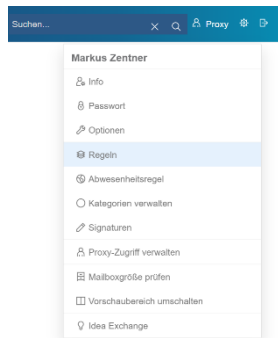 Suchen...
Proxy
Markus Zentner
Info
Passwort
Optionen
Regeln
Abwesenheitsregel
Kategorien verwalten
Signaturen
Proxy-Zugriff verwalten
Mailboxgröße prüfen
Vorschaubereich umschalten
Idea Exchange